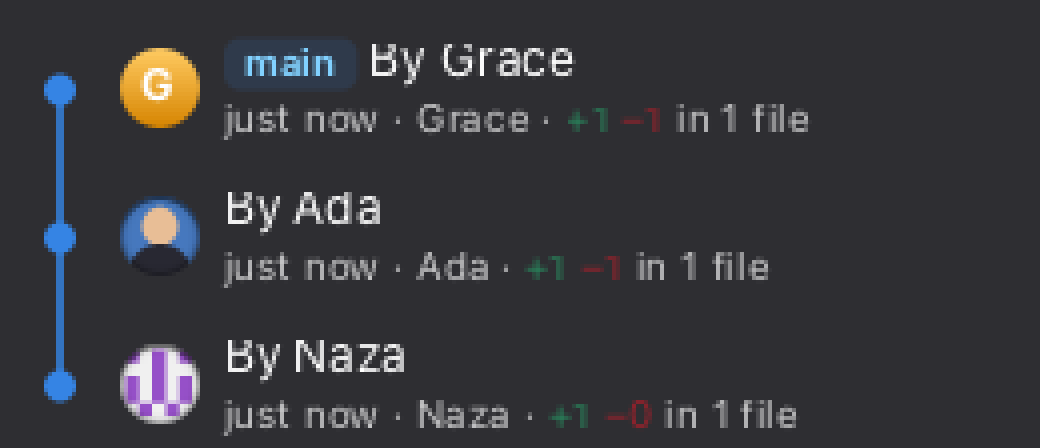 G main By Grace
just now · Grace · +1 −1 in 1 file
By Ada
just now · Ada · +1 −1 in 1 file
By Naza
just now · Naza · +1 −0 in 1 file